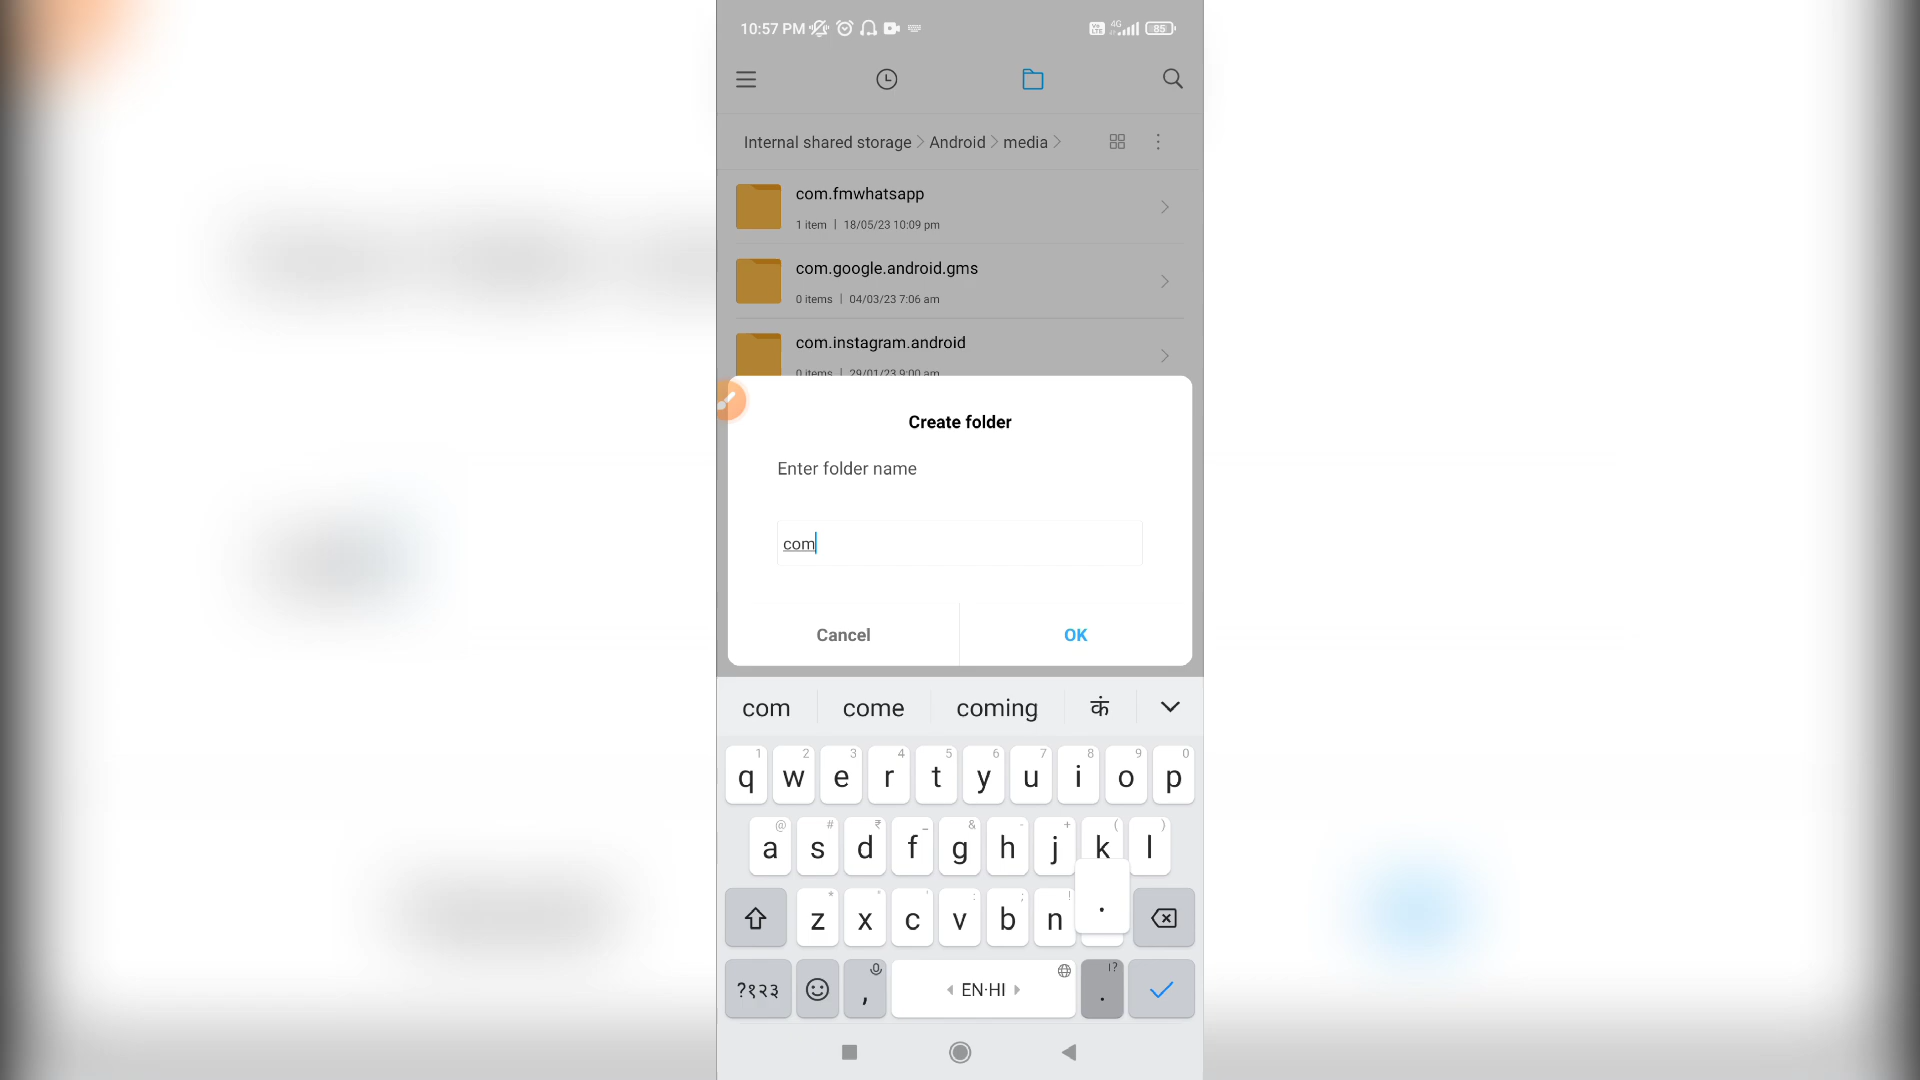 10:57 PM 4G 85
Internal shared storage > Android > media >
com.fmwhatsapp
1 item | 18/05/23 10:09 pm
com.google.android.gms
0 items | 04/03/23 7:06 am
com.instagram.android
0 items | 29/01/23 9:00 am
Create folder
Enter folder name
com
Cancel OK
com come coming कं
1 2 3 4 5 6 7 8 9 0
q w e r t y u i o p
@ # ₹ _ & - + ( )
a s d f g h j k l
* " ' : ; !
z x c v b n .
।?
?१२३ , EN·HI .